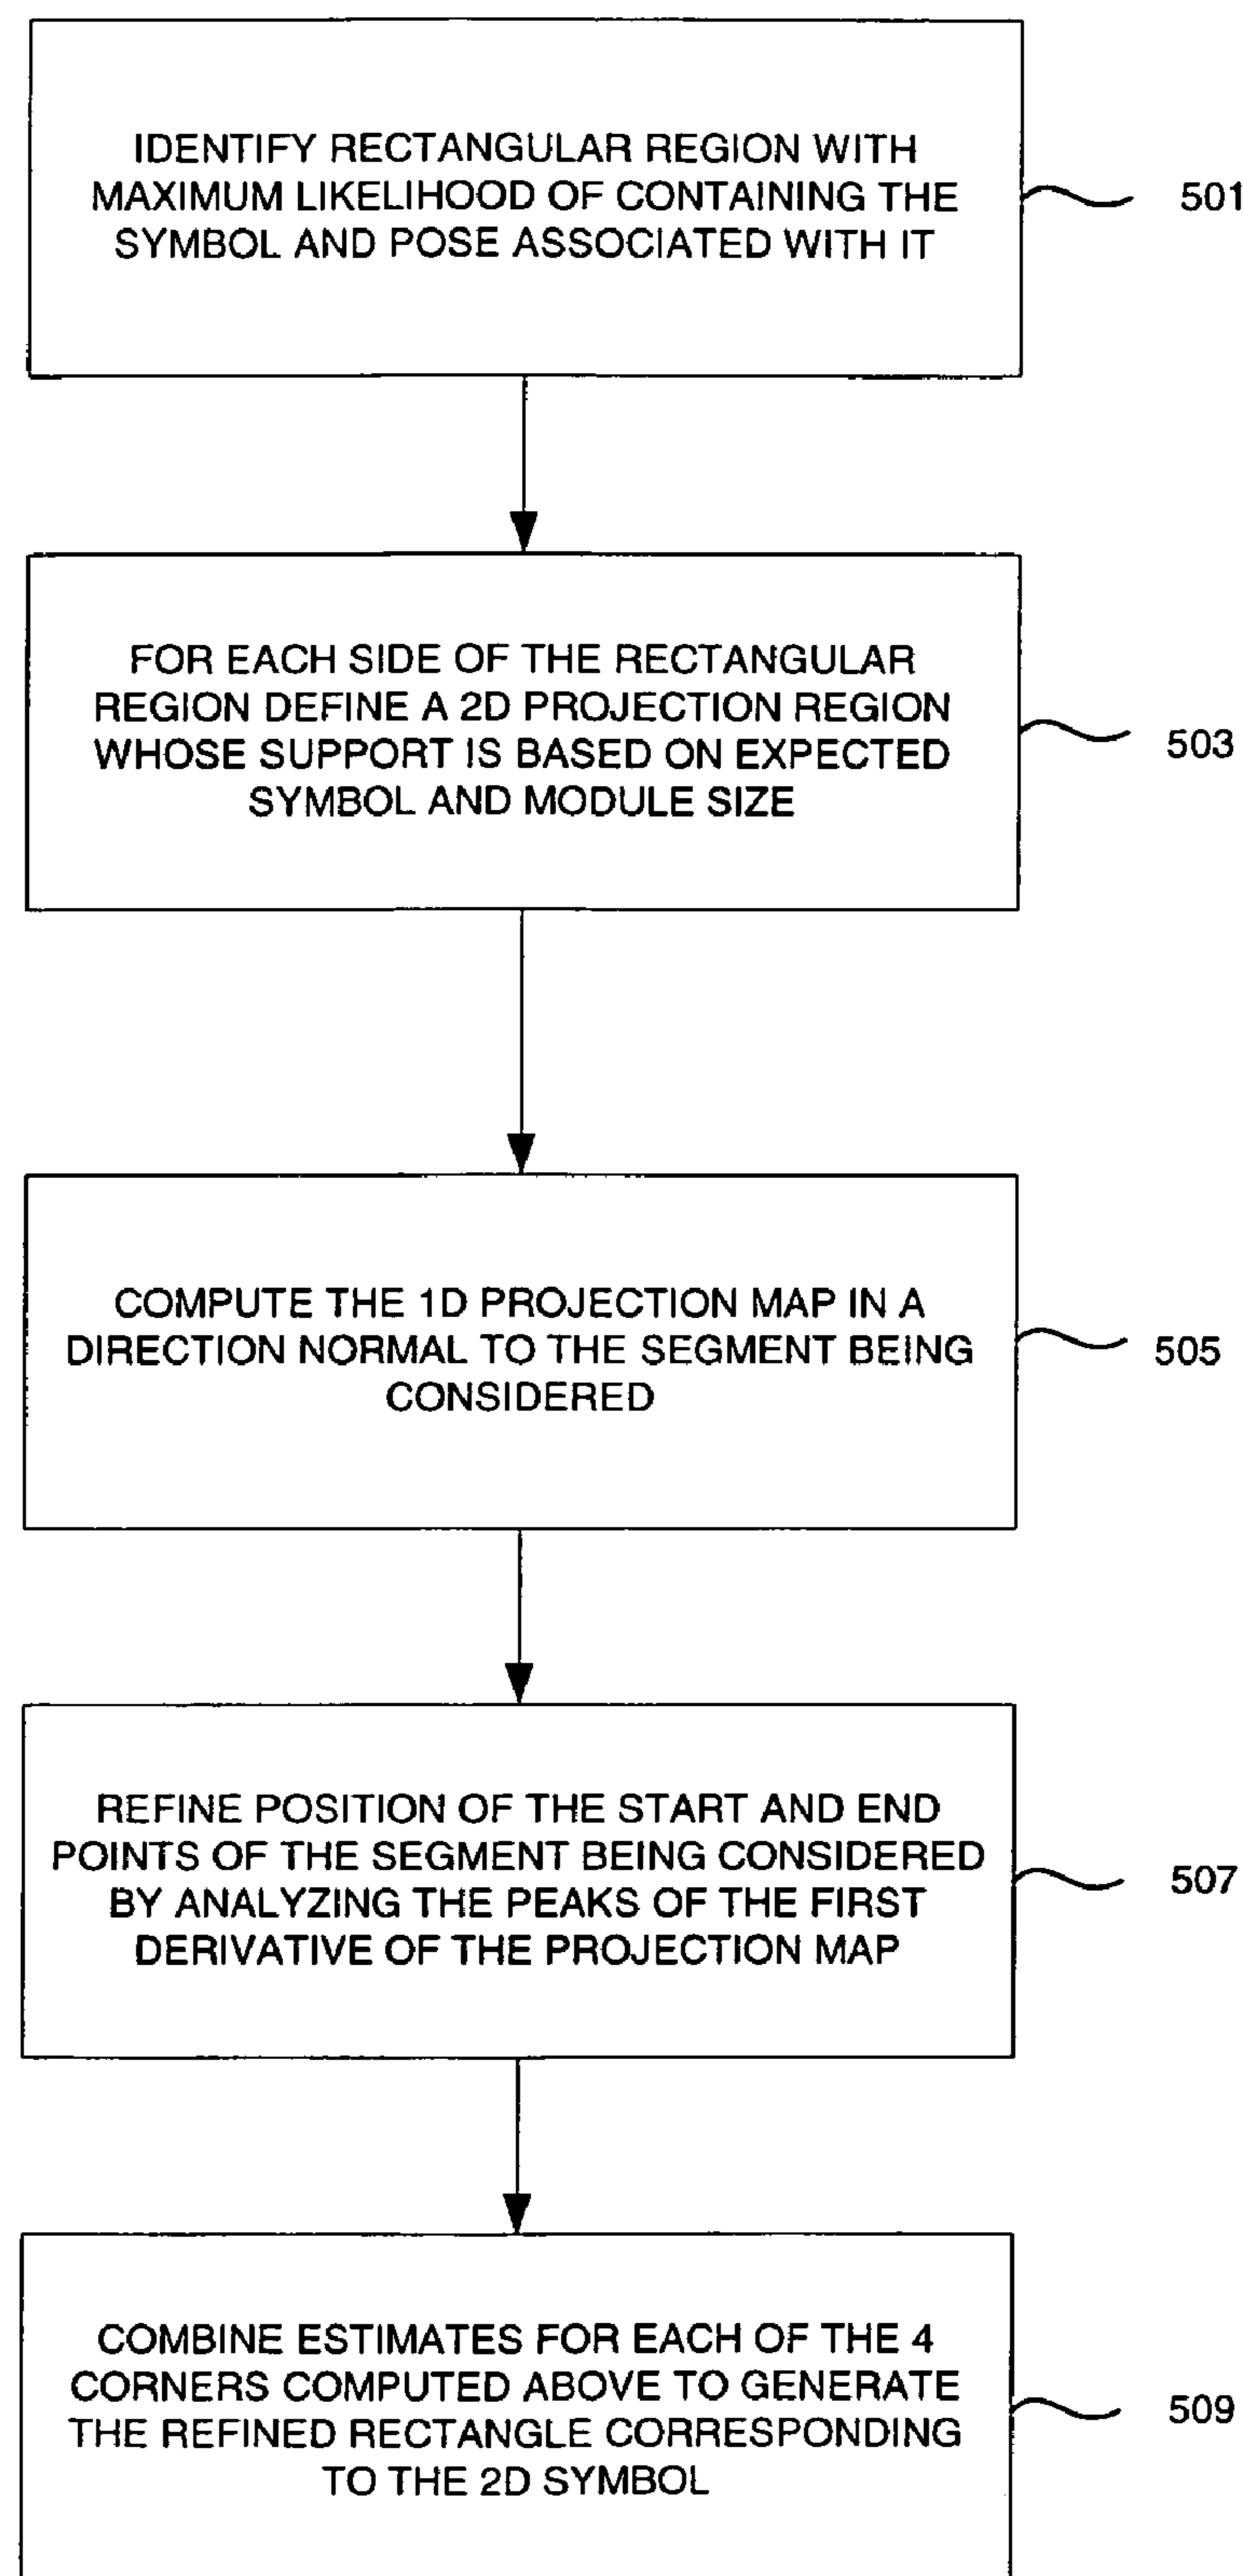 IDENTIFY RECTANGULAR REGION WITH
MAXIMUM LIKELIHOOD OF CONTAINING THE
SYMBOL AND POSE ASSOCIATED WITH IT
501
FOR EACH SIDE OF THE RECTANGULAR
REGION DEFINE A 2D PROJECTION REGION
WHOSE SUPPORT IS BASED ON EXPECTED
SYMBOL AND MODULE SIZE
503
COMPUTE THE 1D PROJECTION MAP IN A
DIRECTION NORMAL TO THE SEGMENT BEING
CONSIDERED
505
REFINE POSITION OF THE START AND END
POINTS OF THE SEGMENT BEING CONSIDERED
BY ANALYZING THE PEAKS OF THE FIRST
DERIVATIVE OF THE PROJECTION MAP
507
COMBINE ESTIMATES FOR EACH OF THE 4
CORNERS COMPUTED ABOVE TO GENERATE
THE REFINED RECTANGLE CORRESPONDING
TO THE 2D SYMBOL
509